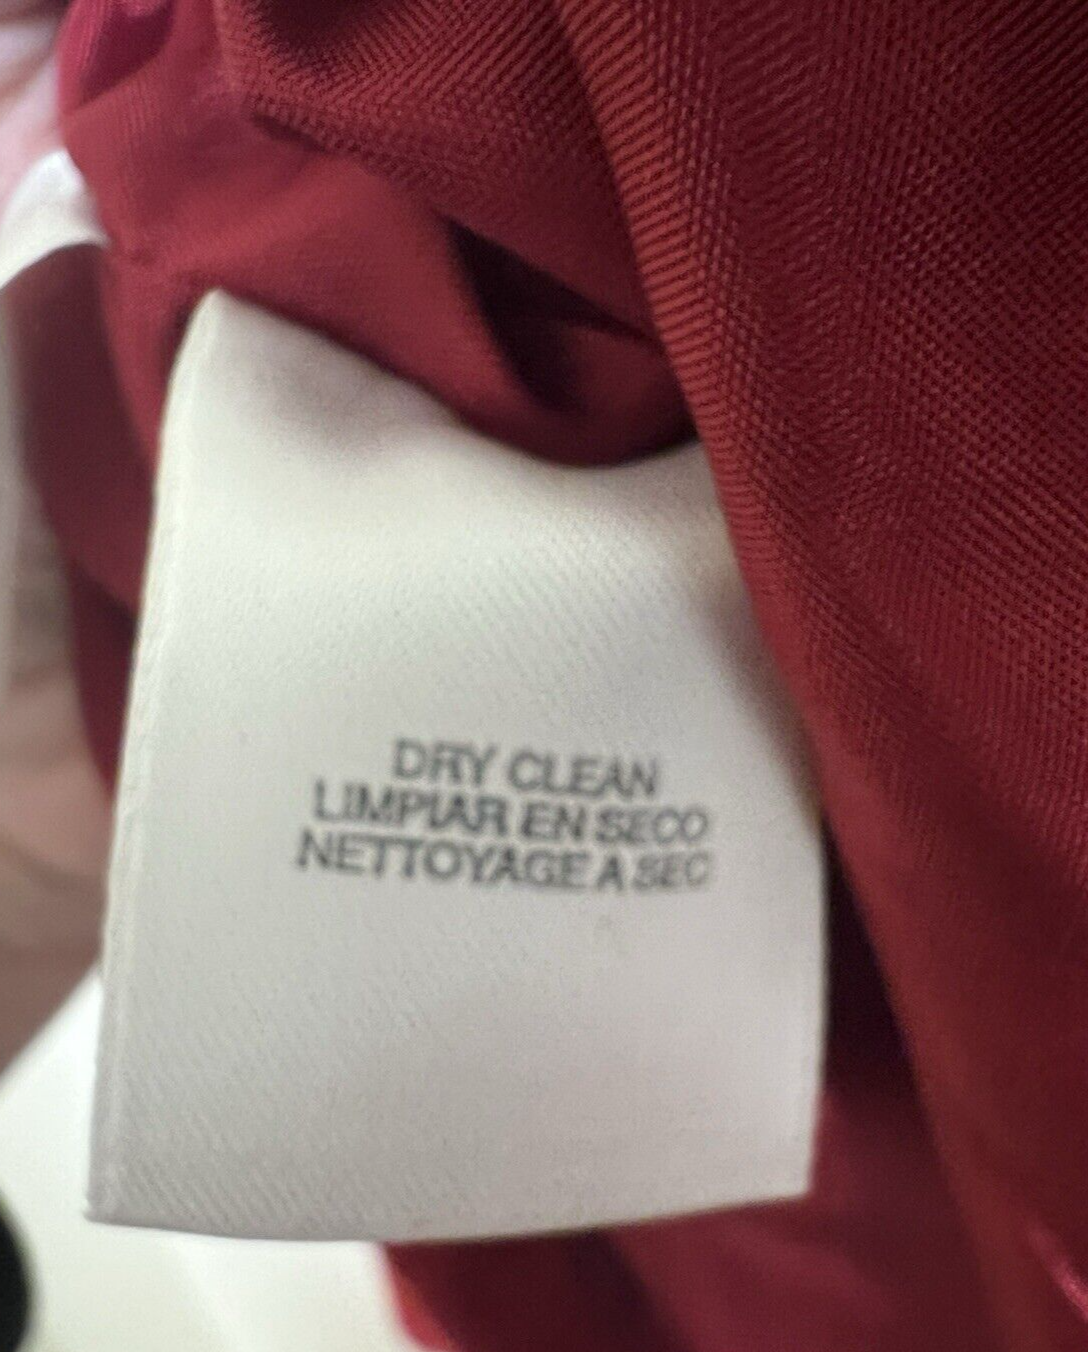 DRY CLEAN
LIMPIAR EN SECO
NETTOYAGE A SEC